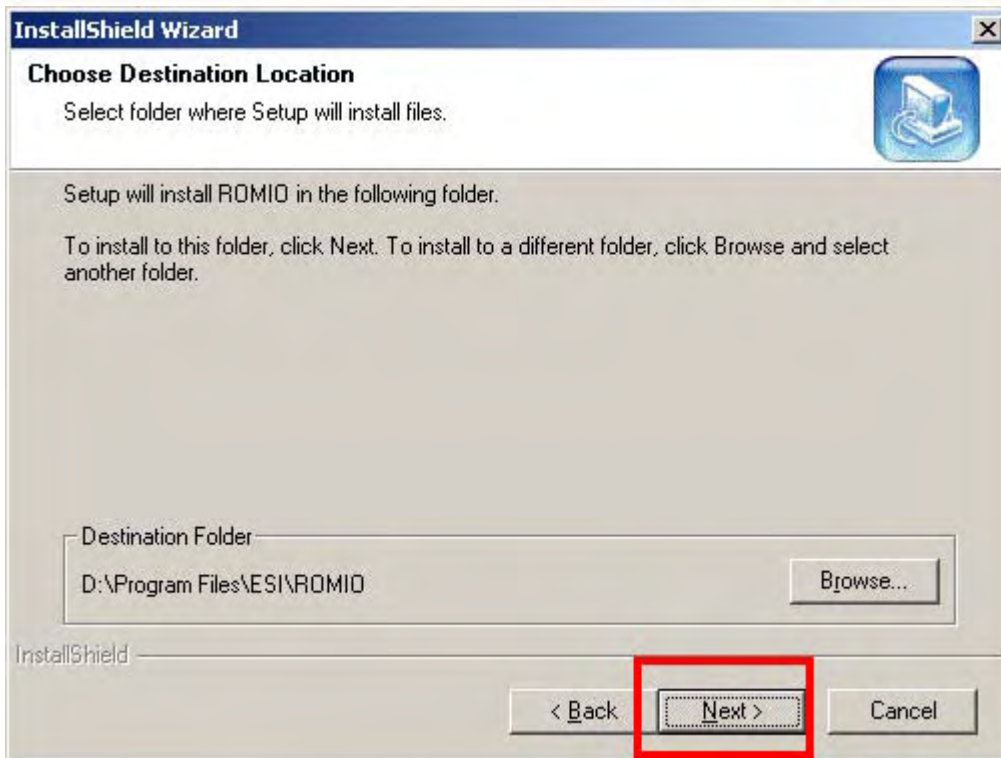 InstallShield Wizard
Choose Destination Location
Select folder where Setup will install files.
Setup will install ROMIO in the following folder.
To install to this folder, click Next. To install to a different folder, click Browse and select
another folder.
Destination Folder
D:\Program Files\ESI\ROMIO
Browse...
InstallShield
< Back
Next >
Cancel